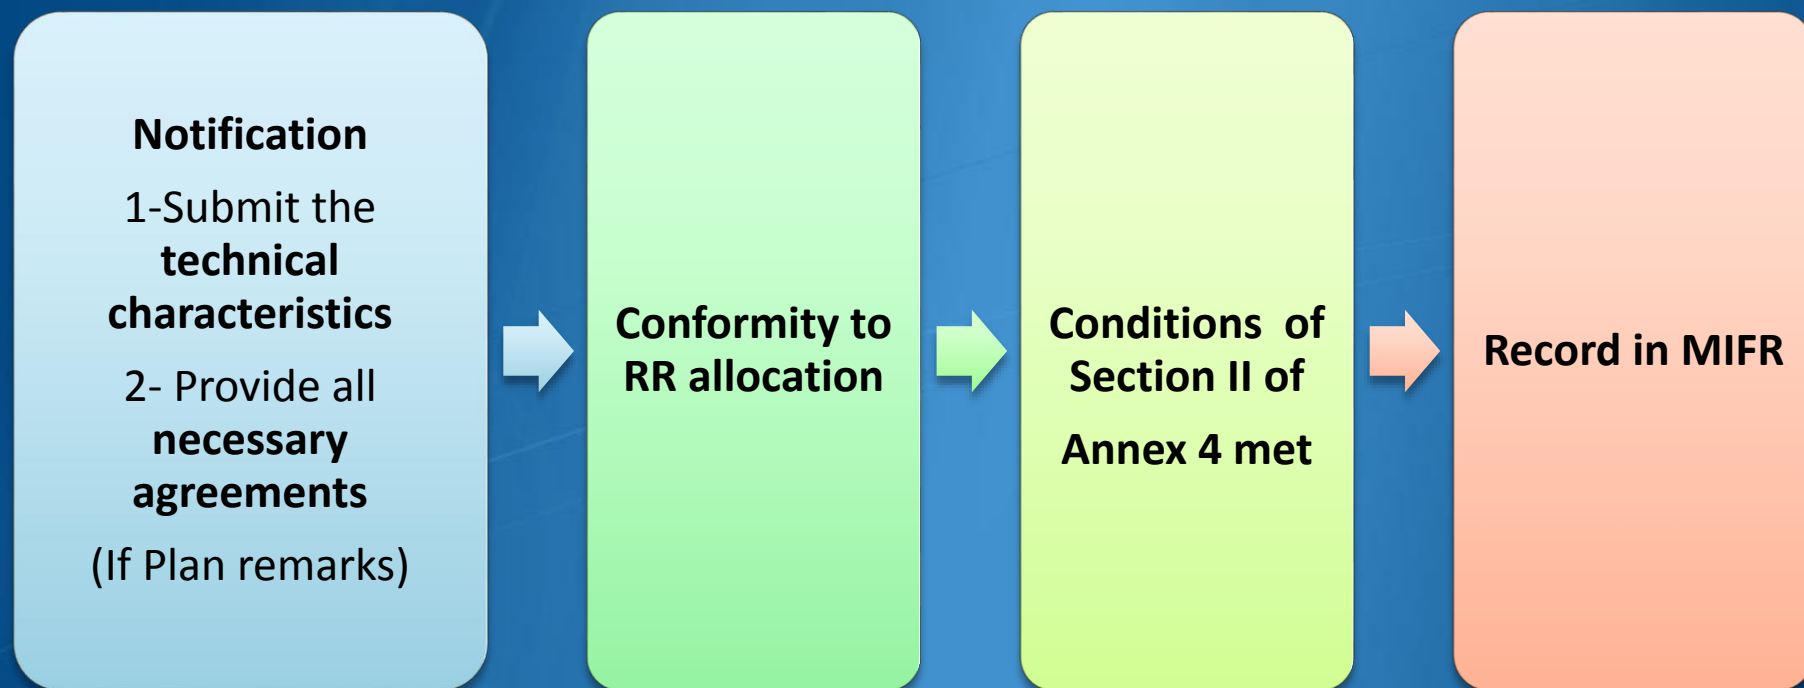 Notification
1-Submit the
technical
characteristics
2- Provide all
necessary
agreements
(If Plan remarks)
Conformity to
RR allocation
Conditions  of
Section II of
Annex 4 met
Record in MIFR